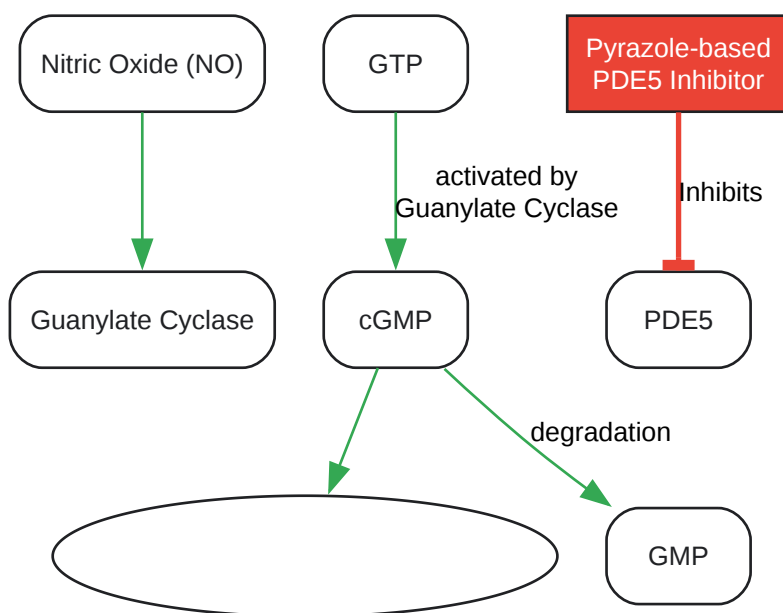 Nitric Oxide (NO)
GTP
Pyrazole-based
PDE5 Inhibitor
activated by
Guanylate Cyclase
Inhibits
Guanylate Cyclase
cGMP
PDE5
degradation
GMP